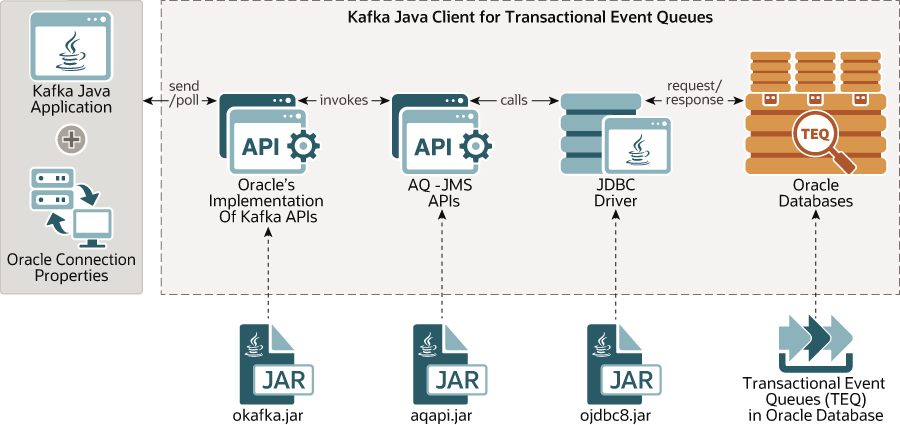 Kafka Java Client for Transactional Event Queues
Kafka Java
Application
Oracle Connection
Properties
send
/poll
invokes
calls
request/
response
API
Oracle's
Implementation
Of Kafka APIs
API
AQ -JMS
APIs
JDBC
Driver
TEQ
Oracle
Databases
JAR
okafka.jar
JAR
aqapi.jar
JAR
ojdbc8.jar
Transactional Event
Queues (TEQ)
in Oracle Database